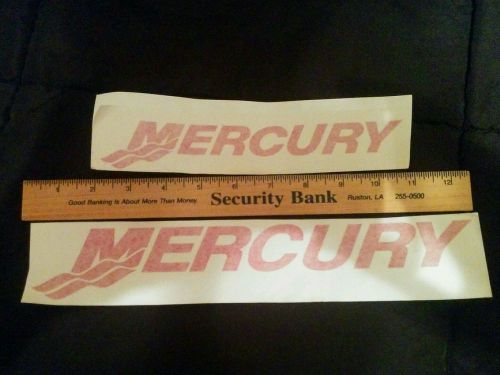 MERCURY
1 2 3 4 5 6 7 8 9 10 11 12
Good Banking is About More Than Money. Security Bank Ruston, LA 255-0500
MERCURY